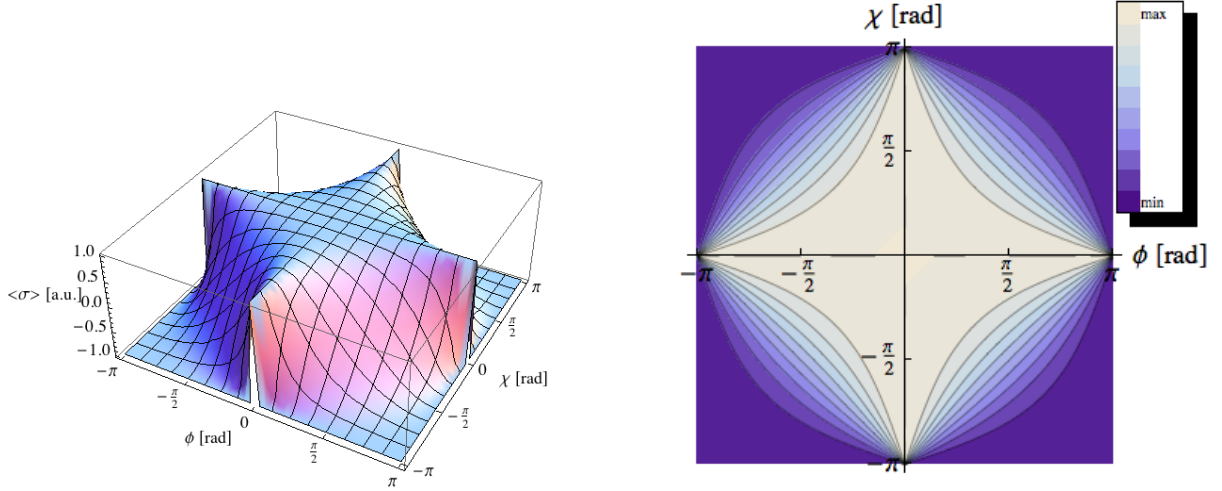 1.0
0.5
<σ> [a.u.]
0.0
−0.5
−1.0
−π
−π/2
0
ϕ [rad]
π/2
π
−π
−π/2
0
χ [rad]
π/2
π
χ [rad]
π
π/2
−π
−π/2
π/2
π
ϕ [rad]
−π/2
−π
max
min